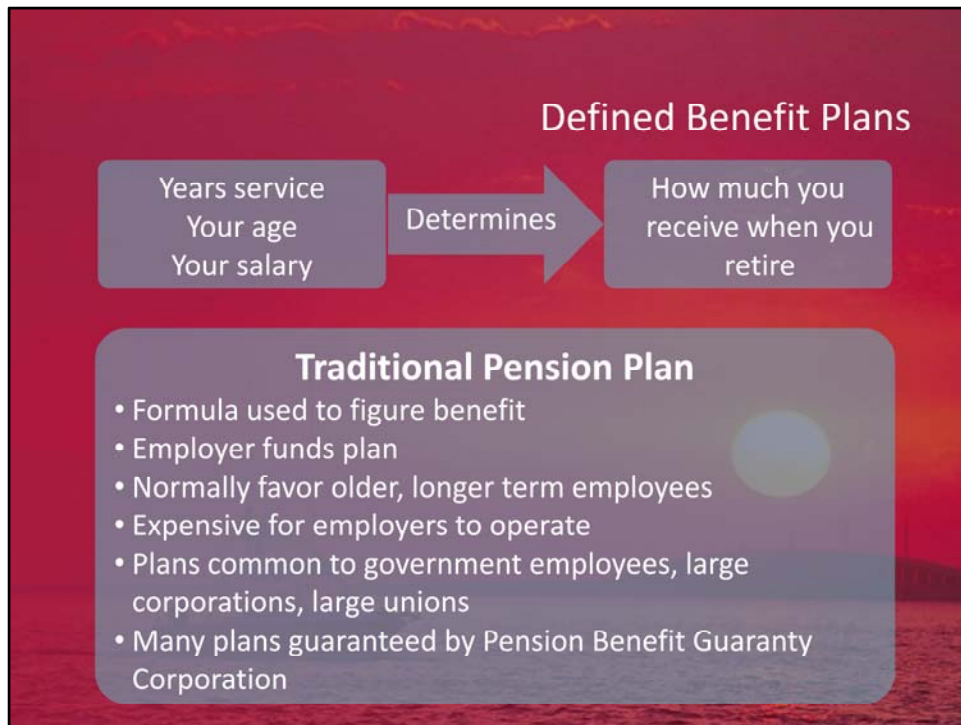 Defined Benefit Plans
Years service
Your age
Your salary
Determines
How much you
receive when you
retire
Traditional Pension Plan
• Formula used to figure benefit
• Employer funds plan
• Normally favor older, longer term employees
• Expensive for employers to operate
• Plans common to government employees, large
corporations, large unions
• Many plans guaranteed by Pension Benefit Guaranty
Corporation